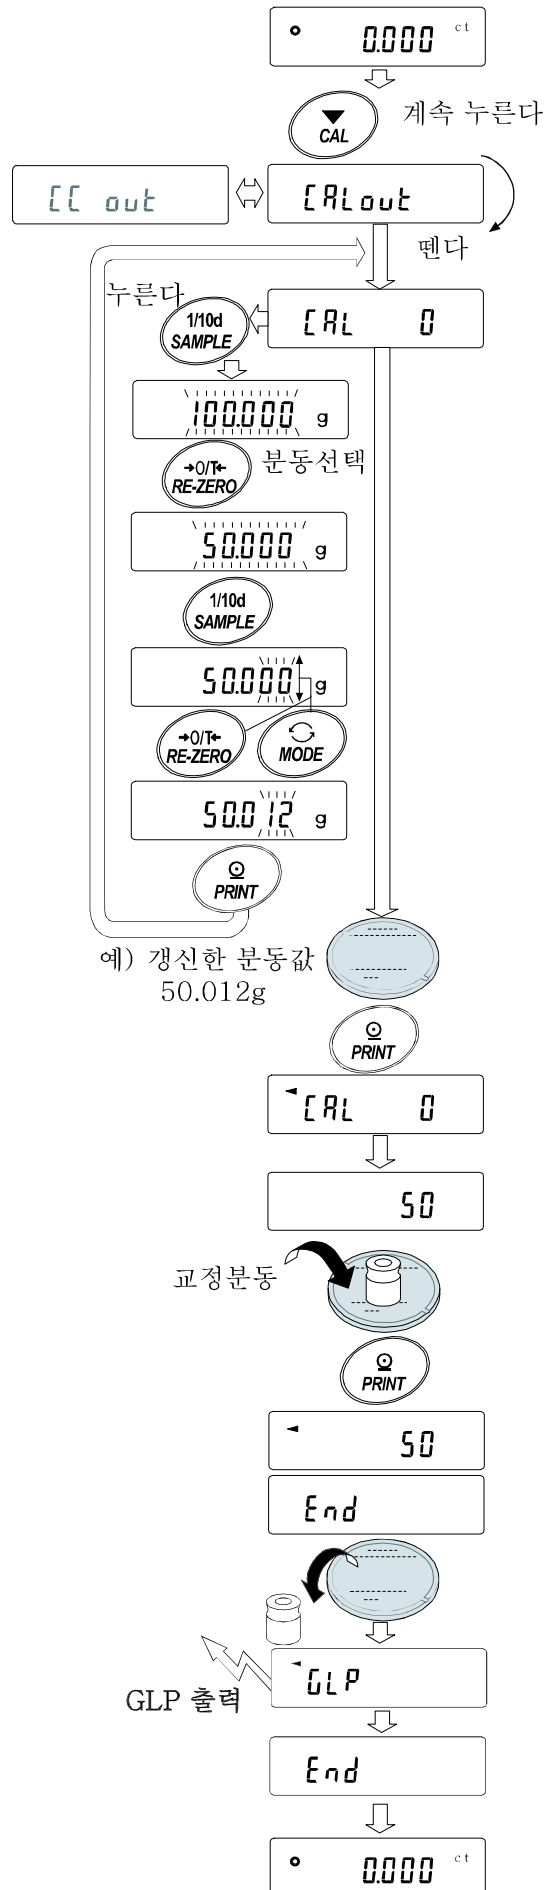 0.000 ct
CAL
계속 누른다
CC out
CALout
뗀다
누른다
1/10d
SAMPLE
CAL 0
100.000 g
→0/T←
RE-ZERO
분동선택
50.000 g
1/10d
SAMPLE
50.000 g
→0/T←
RE-ZERO
MODE
50.012 g
PRINT
예) 갱신한 분동값
50.012g
PRINT
CAL 0
50
교정분동
PRINT
50
End
GLP
GLP 출력
End
0.000 ct